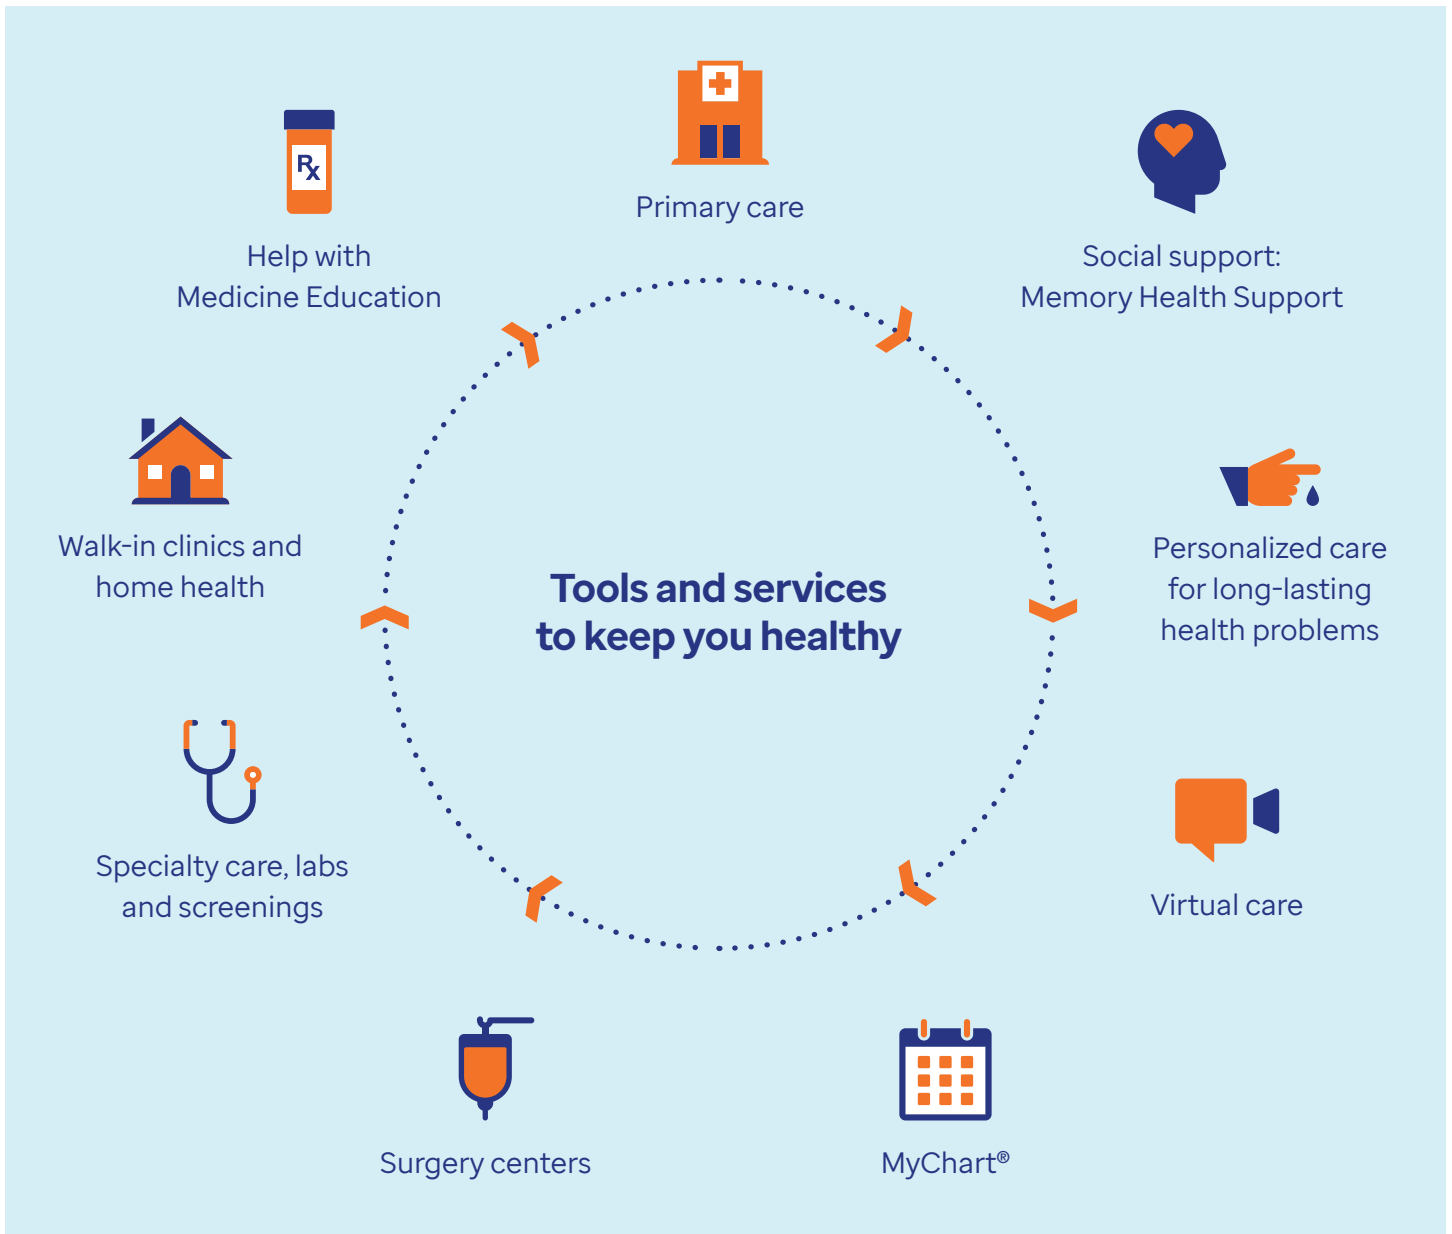 Primary care
Social support:
Memory Health Support
Personalized care
for long-lasting
health problems
Virtual care
MyChart®
Surgery centers
Specialty care, labs
and screenings
Walk-in clinics and
home health
Rx
Help with
Medicine Education
Tools and services
to keep you healthy